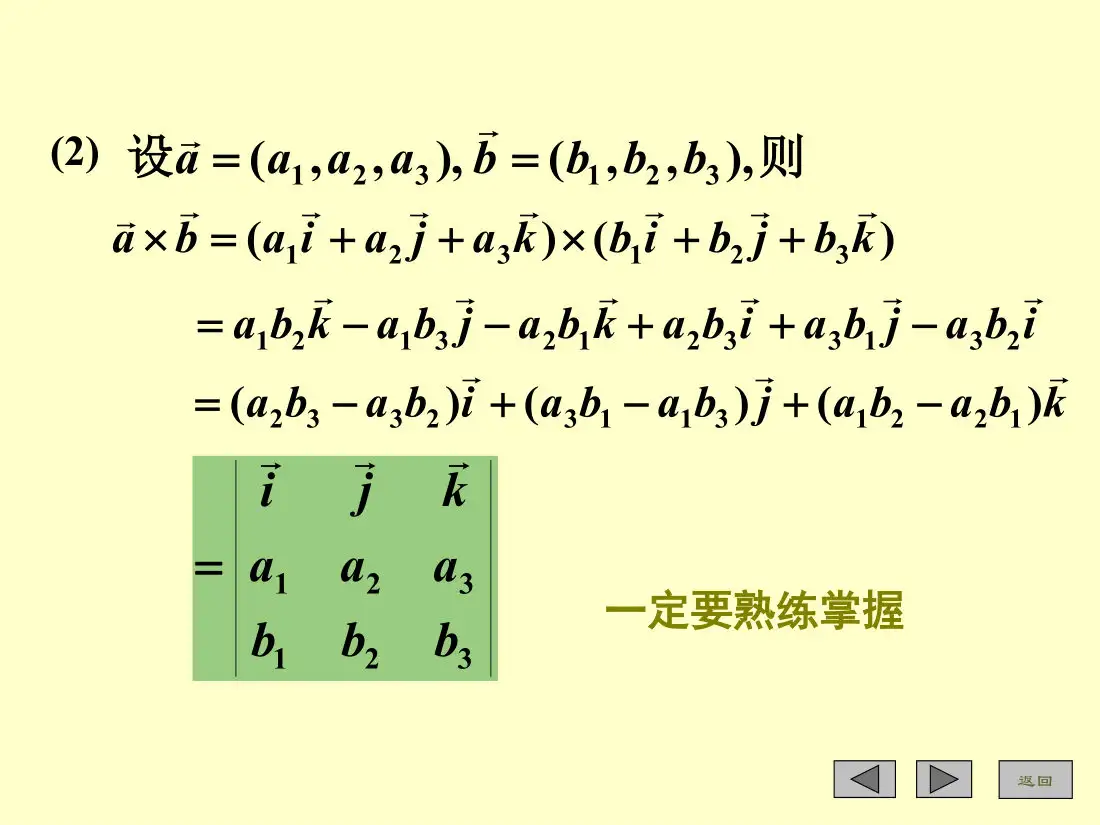 (2) 设a⃗ = (a₁,a₂,a₃), b⃗ = (b₁,b₂,b₃),则
a⃗ × b⃗ = (a₁i⃗ + a₂j⃗ + a₃k⃗) × (b₁i⃗ + b₂j⃗ + b₃k⃗)
= a₁b₂k⃗ − a₁b₃j⃗ − a₂b₁k⃗ + a₂b₃i⃗ + a₃b₁j⃗ − a₃b₂i⃗
= (a₂b₃ − a₃b₂)i⃗ + (a₃b₁ − a₁b₃)j⃗ + (a₁b₂ − a₂b₁)k⃗
i⃗ j⃗ k⃗
= a₁ a₂ a₃
b₁ b₂ b₃
一定要熟练掌握
返回